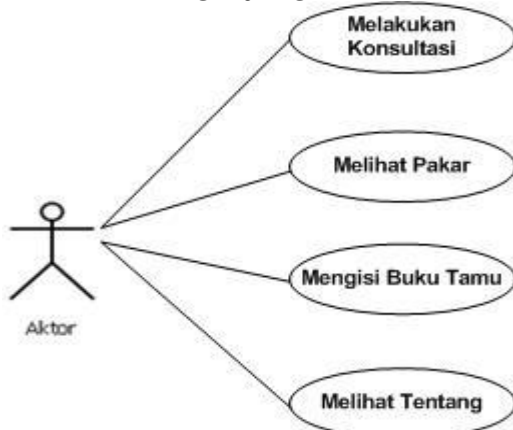 Melakukan
Konsultasi
Melihat Pakar
Mengisi Buku Tamu
Aktor
Melihat Tentang